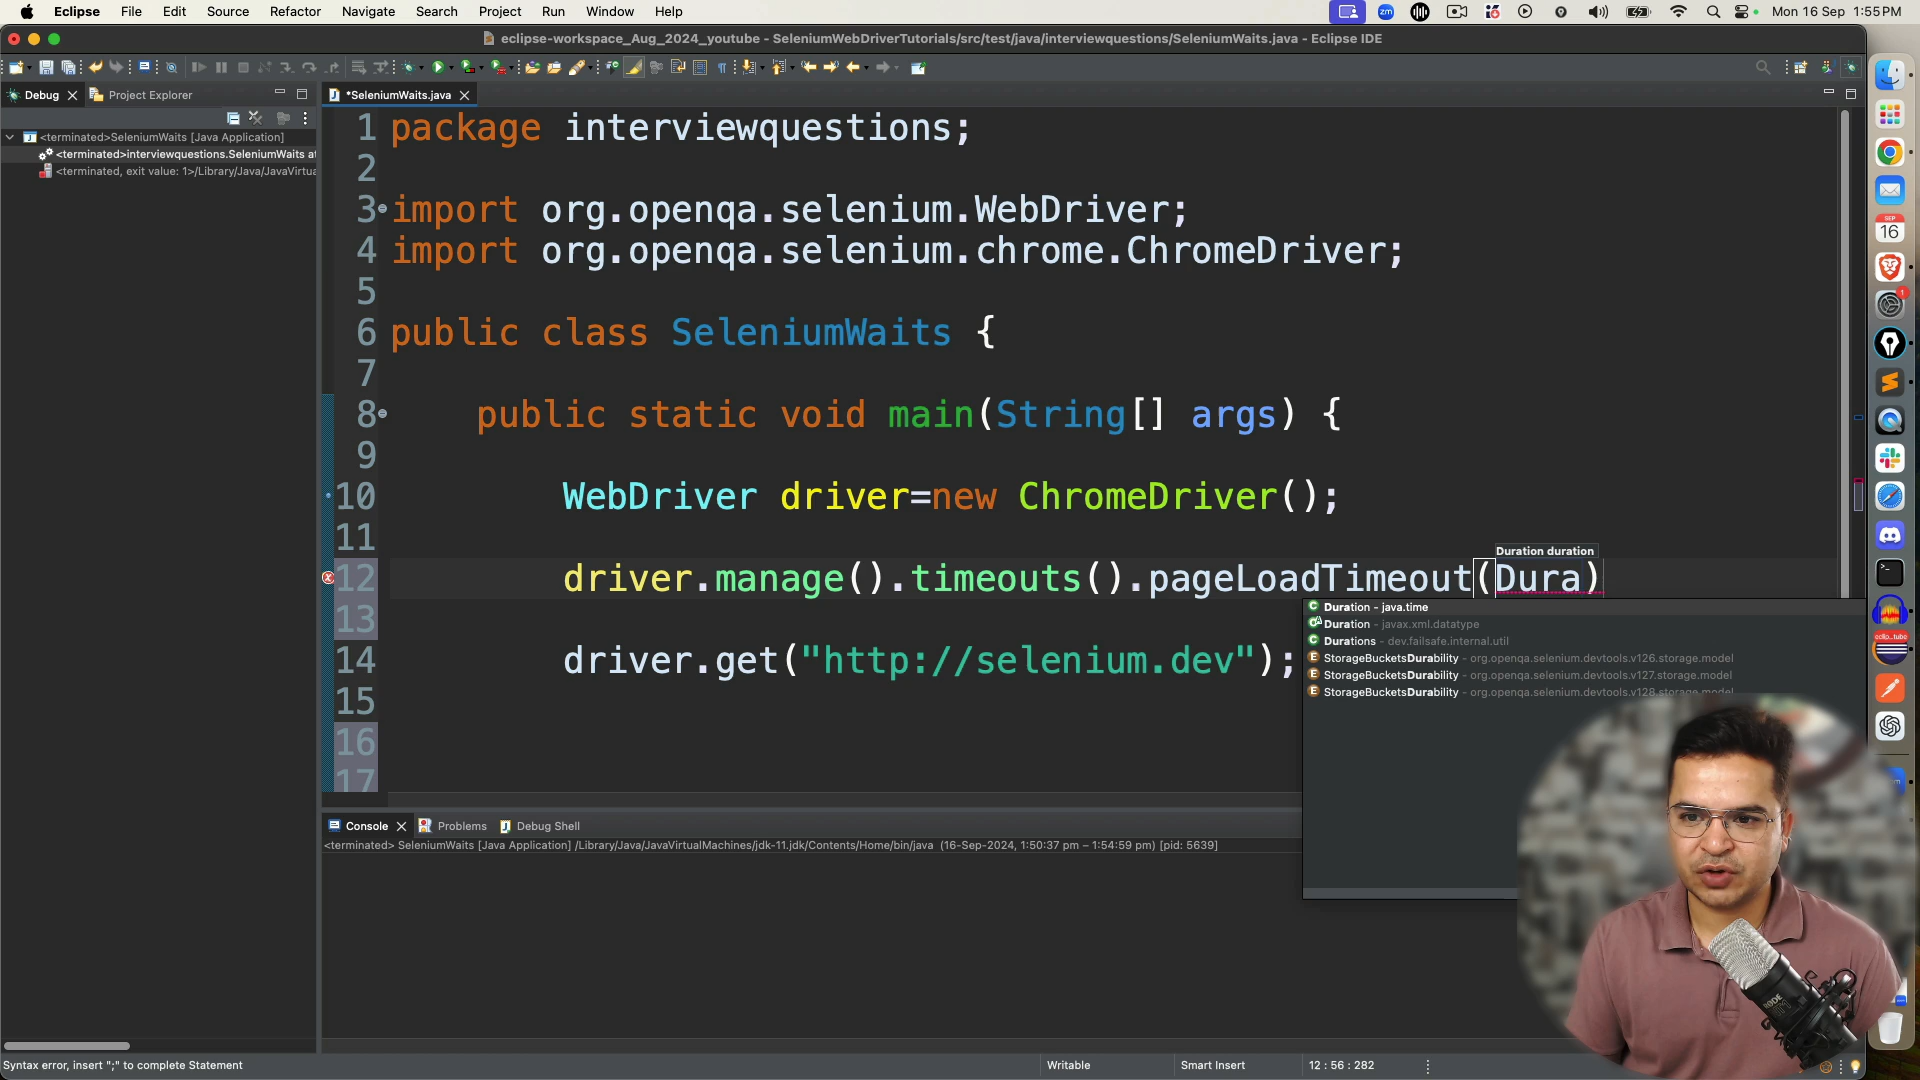 Eclipse File Edit Source Refactor Navigate Search Project Run Window Help
zm
Mon 16 Sep 1:55 PM
eclipse-workspace_Aug_2024_youtube - SeleniumWebDriverTutorials/src/test/java/interviewquestions/SeleniumWaits.java - Eclipse IDE
Debug Project Explorer
*SeleniumWaits.java
<terminated>SeleniumWaits [Java Application]
<terminated>interviewquestions.SeleniumWaits at
<terminated, exit value: 1>/Library/Java/JavaVirtua
1 package interviewquestions;
2
3 import org.openqa.selenium.WebDriver;
4 import org.openqa.selenium.chrome.ChromeDriver;
5
6 public class SeleniumWaits {
7
8 public static void main(String[] args) {
9
10 WebDriver driver=new ChromeDriver();
11
Duration duration
12 driver.manage().timeouts().pageLoadTimeout(Dura)
13
14 driver.get("http://selenium.dev");
15
16
17
Duration - java.time
Duration - javax.xml.datatype
Durations - dev.failsafe.internal.util
StorageBucketsDurability - org.openqa.selenium.devtools.v126.storage.model
StorageBucketsDurability - org.openqa.selenium.devtools.v127.storage.model
StorageBucketsDurability - org.openqa.selenium.devtools.v128.storage.model
Console Problems Debug Shell
<terminated> SeleniumWaits [Java Application] /Library/Java/JavaVirtualMachines/jdk-11.jdk/Contents/Home/bin/java (16-Sep-2024, 1:50:37 pm – 1:54:59 pm) [pid: 5639]
SEP
16
1
RØDE
Syntax error, insert ";" to complete Statement
Writable
Smart Insert
12 : 56 : 282